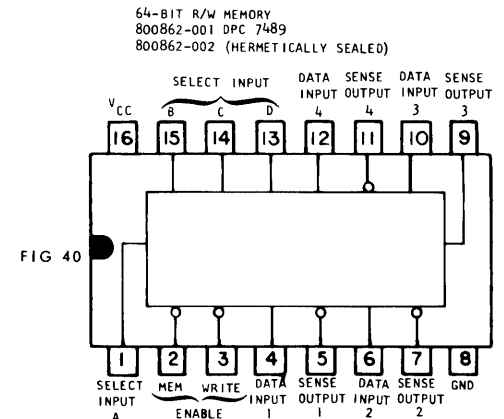 64-BIT R/W MEMORY
800862-001 DPC 7489
800862-002 (HERMETICALLY SEALED)
SELECT INPUT
DATA SENSE DATA SENSE
INPUT OUTPUT INPUT OUTPUT
VCC B C D 4 4 3 3
16 15 14 13 12 11 10 9
FIG 40
1 2 3 4 5 6 7 8
SELECT MEM WRITE DATA SENSE DATA SENSE GND
INPUT INPUT OUTPUT INPUT OUTPUT
A ENABLE 1 1 2 2